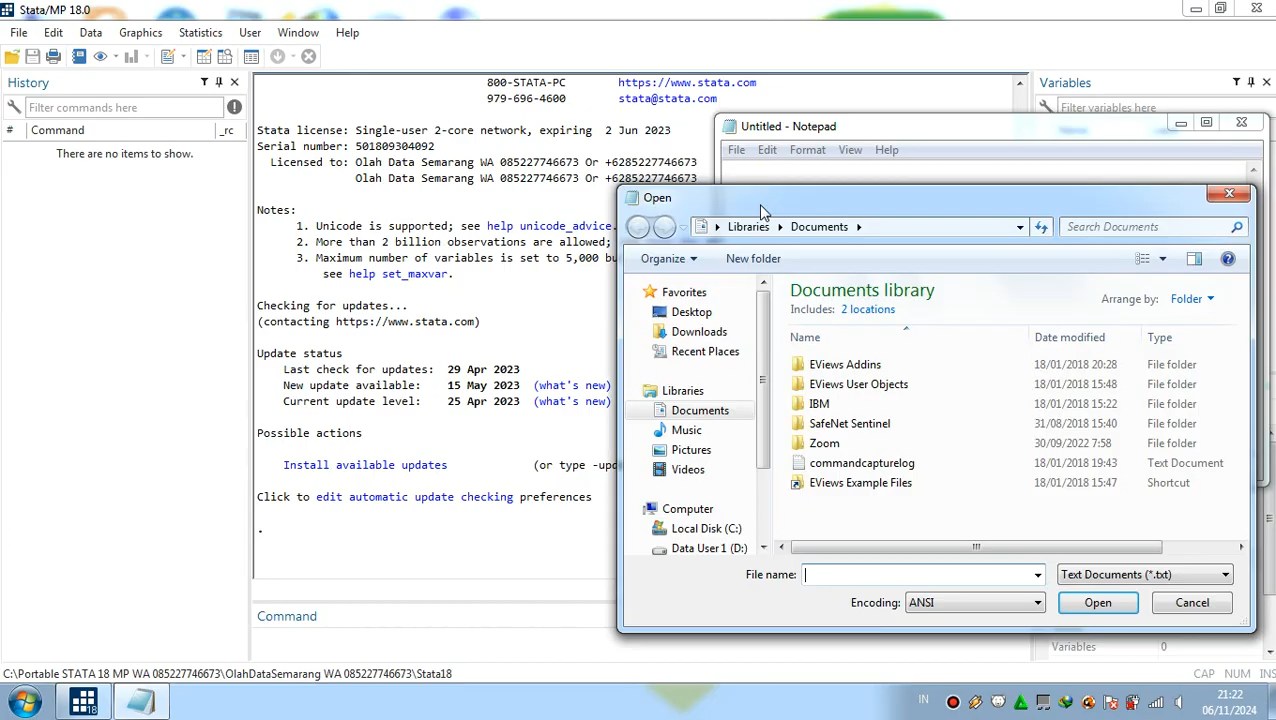 Stata/MP 18.0
File Edit Data Graphics Statistics User Window Help
History
Filter commands here
# Command _rc
There are no items to show.
800-STATA-PC https://www.stata.com
979-696-4600 stata@stata.com
Stata license: Single-user 2-core network, expiring 2 Jun 2023
Serial number: 501809304092
Licensed to: Olah Data Semarang WA 085227746673 Or +6285227746673
Olah Data Semarang WA 085227746673 Or +6285227746673
Notes:
1. Unicode is supported; see help unicode_advice.
2. More than 2 billion observations are allowed;
3. Maximum number of variables is set to 5,000 bu
see help set_maxvar.
Checking for updates...
(contacting https://www.stata.com)
Update status
Last check for updates: 29 Apr 2023
New update available: 15 May 2023 (what's new)
Current update level: 25 Apr 2023 (what's new)
Possible actions
Install available updates (or type -upd
Click to edit automatic update checking preferences
.
Command
Variables
Filter variables here
Variables 0
Untitled - Notepad
File Edit Format View Help
Open
Libraries Documents
Search Documents
Organize New folder
Favorites
Desktop
Downloads
Recent Places
Libraries
Documents
Music
Pictures
Videos
Computer
Local Disk (C:)
Data User1 (D:)
Documents library
Includes: 2 locations
Arrange by: Folder
Name Date modified Type
EViews Addins 18/01/2018 20:28 File folder
EViews User Objects 18/01/2018 15:48 File folder
IBM 18/01/2018 15:22 File folder
SafeNet Sentinel 31/08/2018 15:40 File folder
Zoom 30/09/2022 7:58 File folder
commandcapturelog 18/01/2018 19:43 Text Document
EViews Example Files 18/01/2018 15:47 Shortcut
File name: Text Documents (*.txt)
Encoding: ANSI Open Cancel
C:\Portable STATA 18 MP WA 085227746673\OlahDataSemarang WA 085227746673\Stata18
CAP NUM INS
18
IN
21:22
06/11/2024